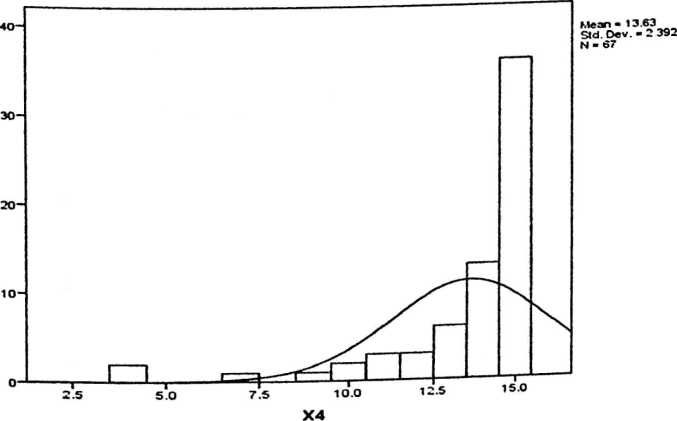 40
Mean = 13.63
Std. Dev. = 2.392
N = 67
30
20
10
0
2.5 5.0 7.5 10.0 12.5 15.0
X4